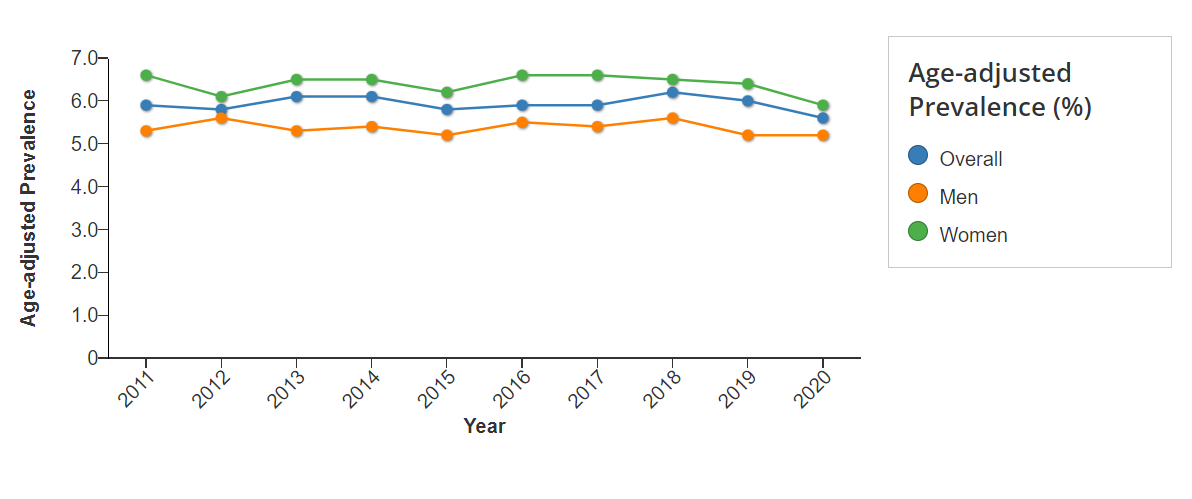 7.0
6.0
5.0
4.0
3.0
2.0
1.0
0
Age-adjusted Prevalence
2011
2012
2013
2014
2015
2016
2017
2018
2019
2020
Year
Age-adjusted
Prevalence (%)
Overall
Men
Women